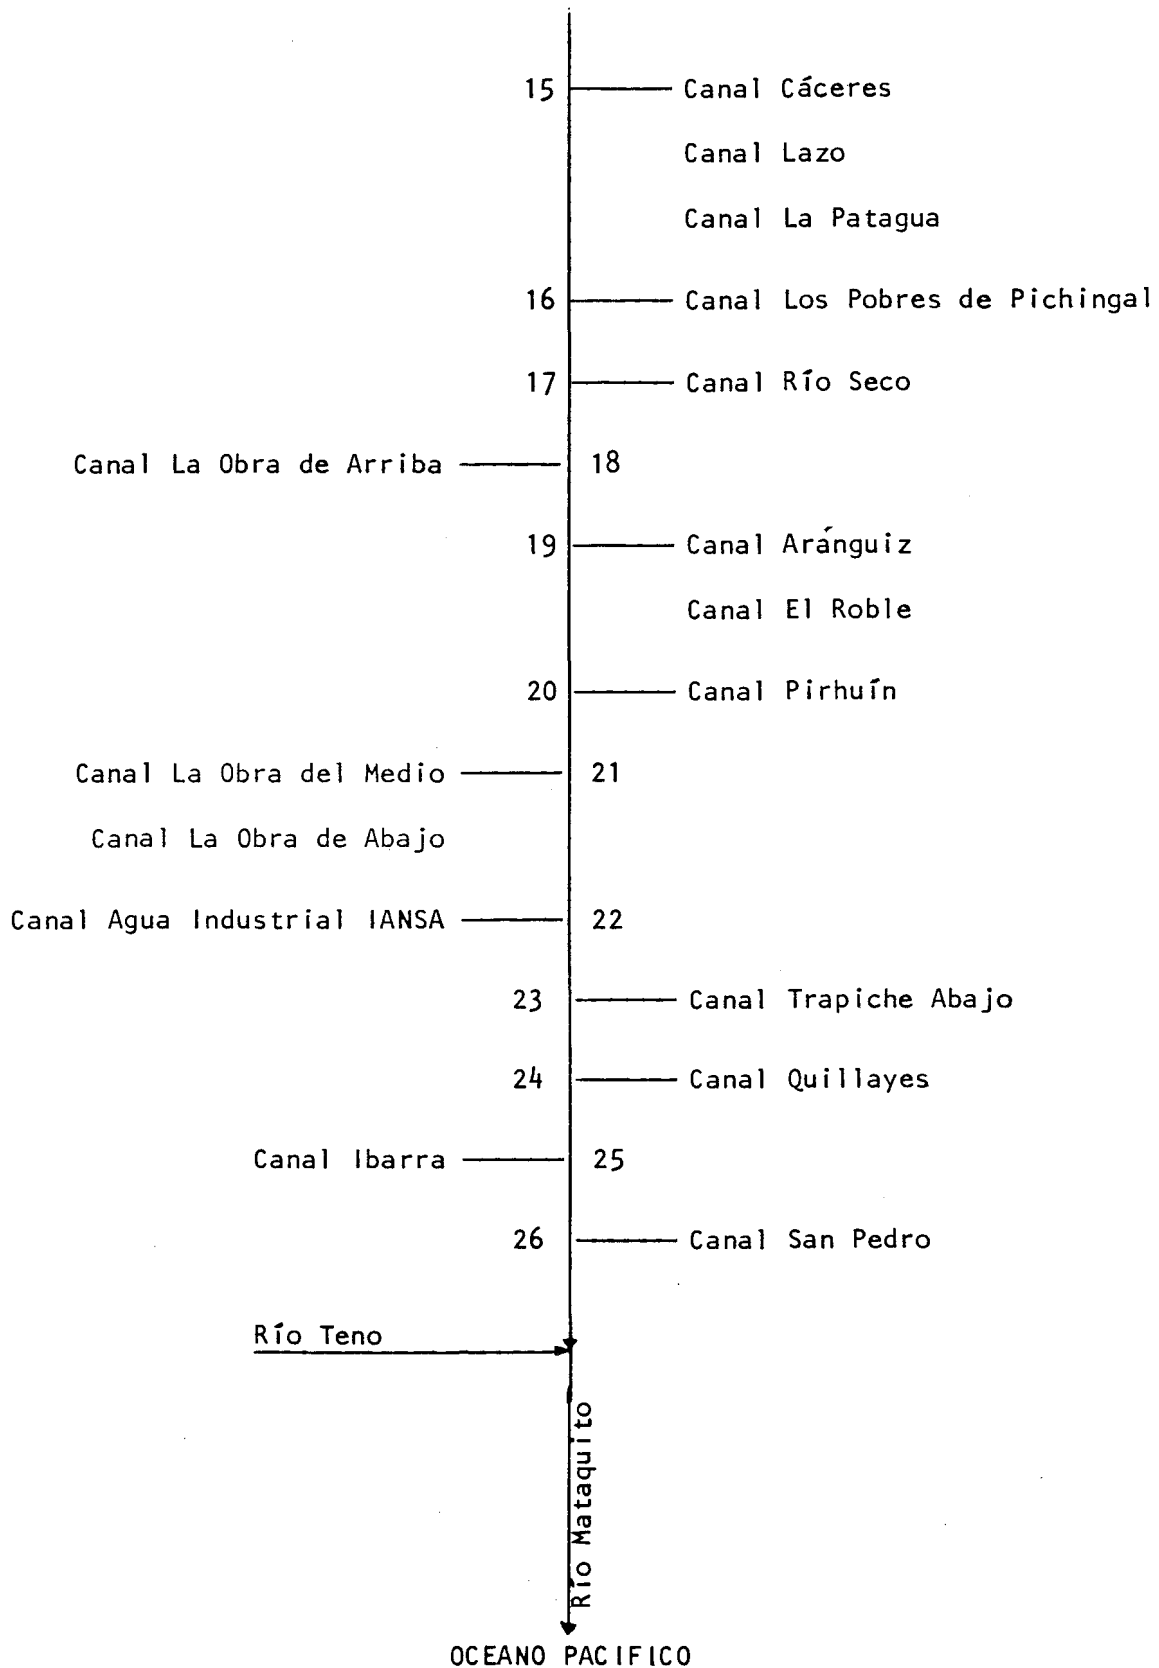 15 Canal Cáceres
Canal Lazo
Canal La Patagua
16 Canal Los Pobres de Pichingal
17 Canal Río Seco
Canal La Obra de Arriba 18
19 Canal Aránguiz
Canal El Roble
20 Canal Pirhuín
Canal La Obra del Medio 21
Canal La Obra de Abajo
Canal Agua Industrial IANSA 22
23 Canal Trapiche Abajo
24 Canal Quillayes
Canal Ibarra 25
26 Canal San Pedro
Río Teno
Río Mataquito
OCEANO PACIFICO